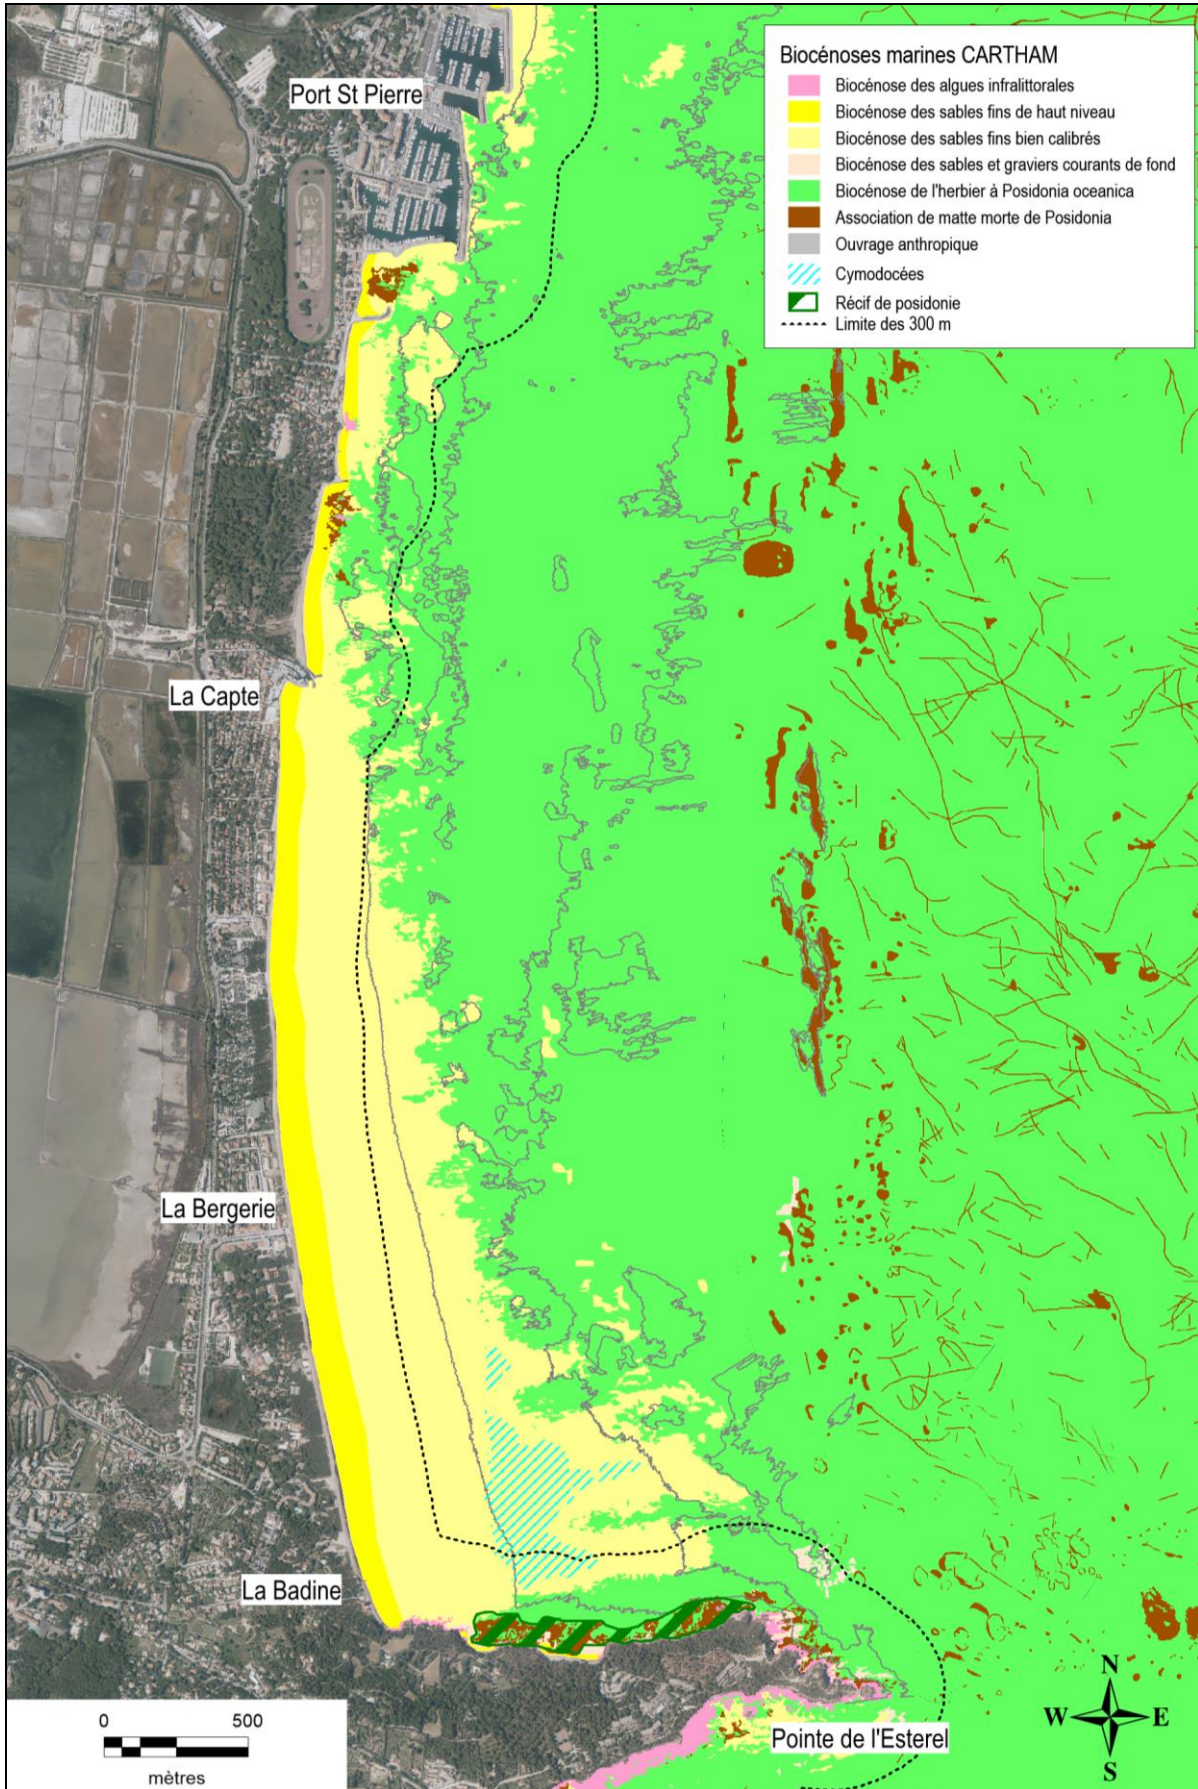 Port St Pierre
Biocénoses marines CARTHAM
Biocénose des algues infralittorales
Biocénose des sables fins de haut niveau
Biocénose des sables fins bien calibrés
Biocénose des sables et graviers courants de fond
Biocénose de l'herbier à Posidonia oceanica
Association de matte morte de Posidonia
Ouvrage anthropique
Cymodocées
Récif de posidonie
Limite des 300 m
La Capte
La Bergerie
La Badine
Pointe de l'Esterel
0 500
mètres
N
W E
S